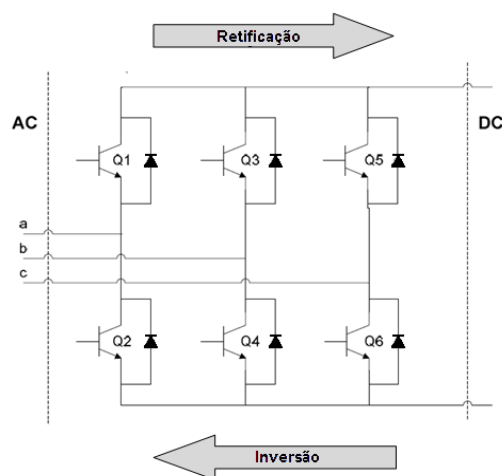 Retificação
AC
DC
Q1
Q3
Q5
a
b
c
Q2
Q4
Q6
Inversão